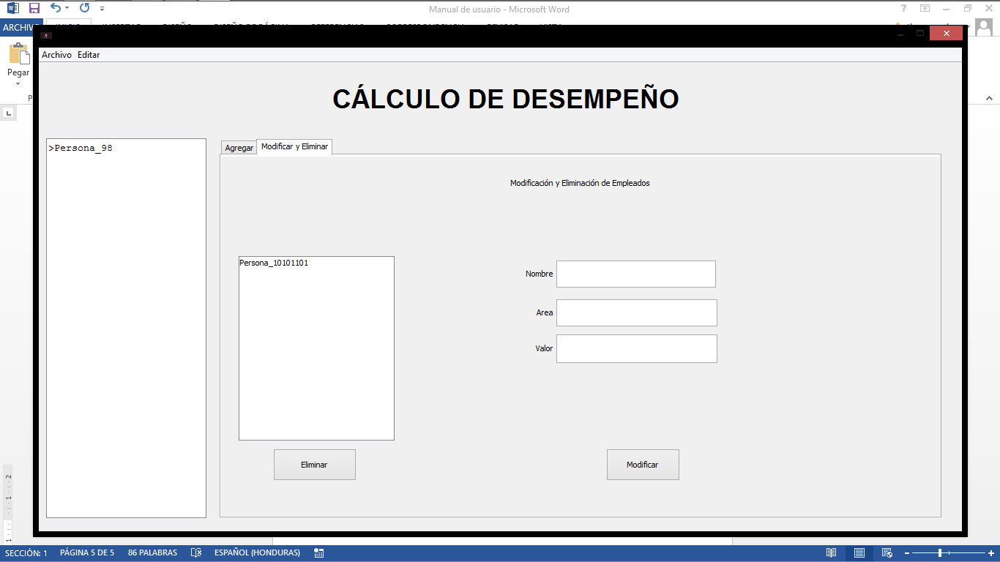 Manual de usuario - Microsoft Word
ARCHIV
Archivo Editar
Pegar
CÁLCULO DE DESEMPEÑO
>Persona_98
Agregar
Modificar y Eliminar
Modificación y Eliminación de Empleados
Persona_10101101
Nombre
Area
Valor
Eliminar
Modificar
SECCIÓN: 1 PÁGINA 5 DE 5 86 PALABRAS ESPAÑOL (HONDURAS)